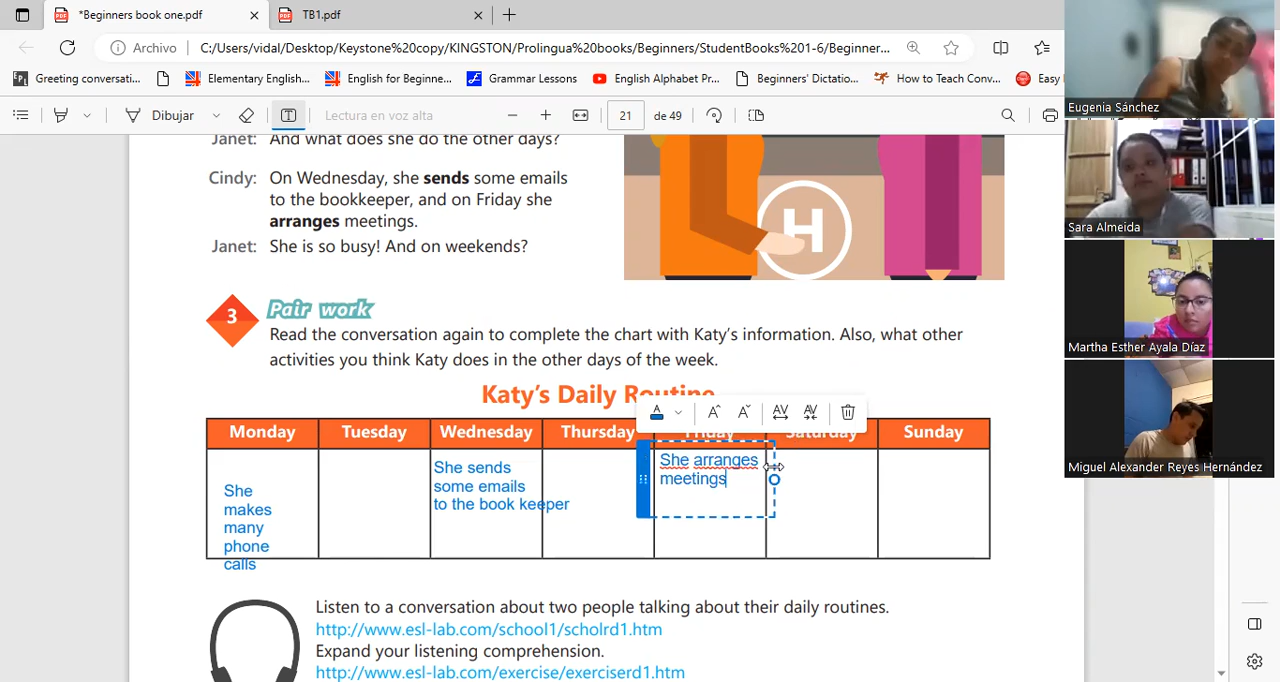 *Beginners book one.pdf
TB1.pdf
Archivo
C:/Users/vidal/Desktop/Keystone%20copy/KINGSTON/Prolingua%20books/Beginners/StudentBooks%201-6/Beginner...
Greeting conversati...
Elementary English...
English for Beginne...
Grammar Lessons
English Alphabet Pr...
Beginners' Dictatio...
How to Teach Conv...
Easy
Dibujar
Lectura en voz alta
21
de 49
Janet: And what does she do the other days?
Cindy: On Wednesday, she sends some emails
to the bookkeeper, and on Friday she
arranges meetings.
Janet: She is so busy! And on weekends?
H
3
Pair work
Read the conversation again to complete the chart with Katy's information. Also, what other
activities you think Katy does in the other days of the week.
Katy's Daily Routine
Monday Tuesday Wednesday Thursday Friday Saturday Sunday
She
makes
many
phone
calls
She sends
some emails
to the book keeper
She arranges
meetings
Listen to a conversation about two people talking about their daily routines.
http://www.esl-lab.com/school1/scholrd1.htm
Expand your listening comprehension.
http://www.esl-lab.com/exercise/exerciserd1.htm
Eugenia Sánchez
Sara Almeida
Martha Esther Ayala Díaz
Miguel Alexander Reyes Hernández